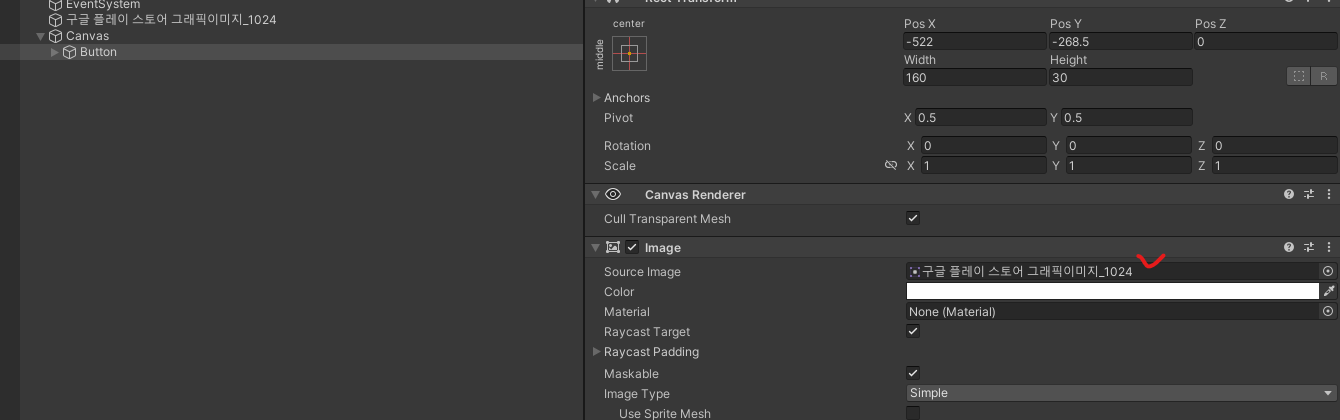 EventSystem
구글 플레이 스토어 그래픽이미지_1024
Canvas
Button
Rect Transform
center
middle
Pos X Pos Y Pos Z
-522 -268.5 0
Width Height
160 30
R
Anchors
Pivot X 0.5 Y 0.5
Rotation X 0 Y 0 Z 0
Scale X 1 Y 1 Z 1
Canvas Renderer
Cull Transparent Mesh
Image
Source Image 구글 플레이 스토어 그래픽이미지_1024
Color
Material None (Material)
Raycast Target
Raycast Padding
Maskable
Image Type Simple
Use Sprite Mesh